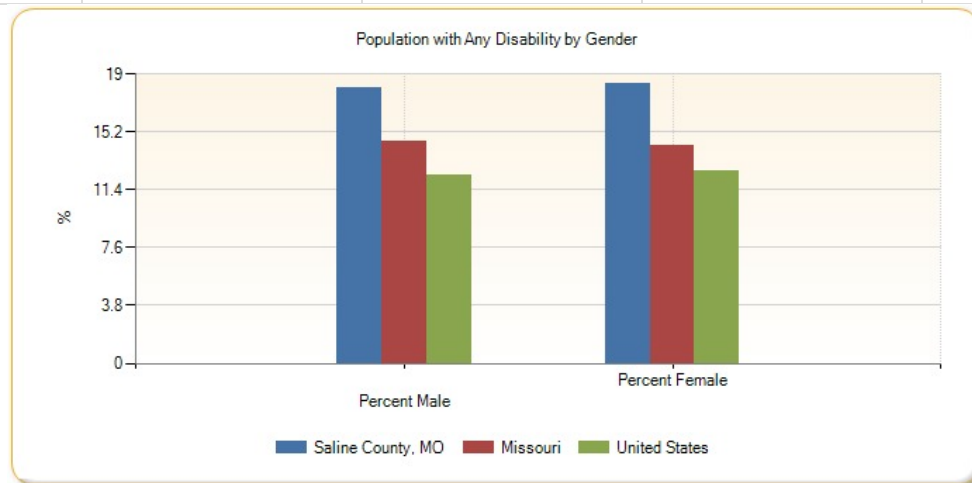 Population with Any Disability by Gender
19
15.2
11.4
7.6
3.8
0
%
Percent Male
Percent Female
Saline County, MO
Missouri
United States